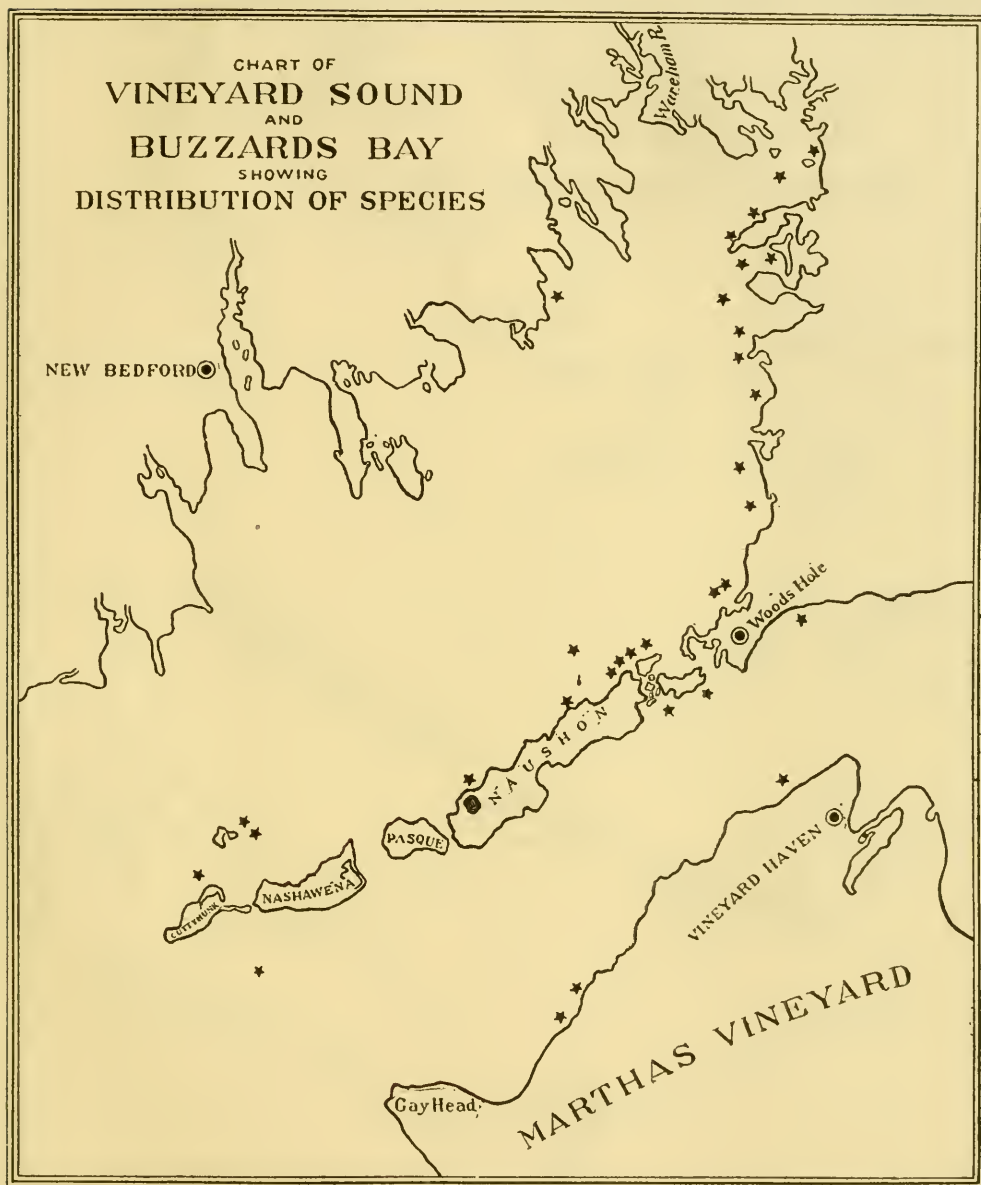 CHART OF
VINEYARD SOUND
AND
BUZZARDS BAY
SHOWING
DISTRIBUTION OF SPECIES
Wareham R.
NEW BEDFORD
Woods Hole
NAUSHON
PASQUE
NASHAWENA
CUTTYHUNK
VINEYARD HAVEN
MARTHAS VINEYARD
Gay Head